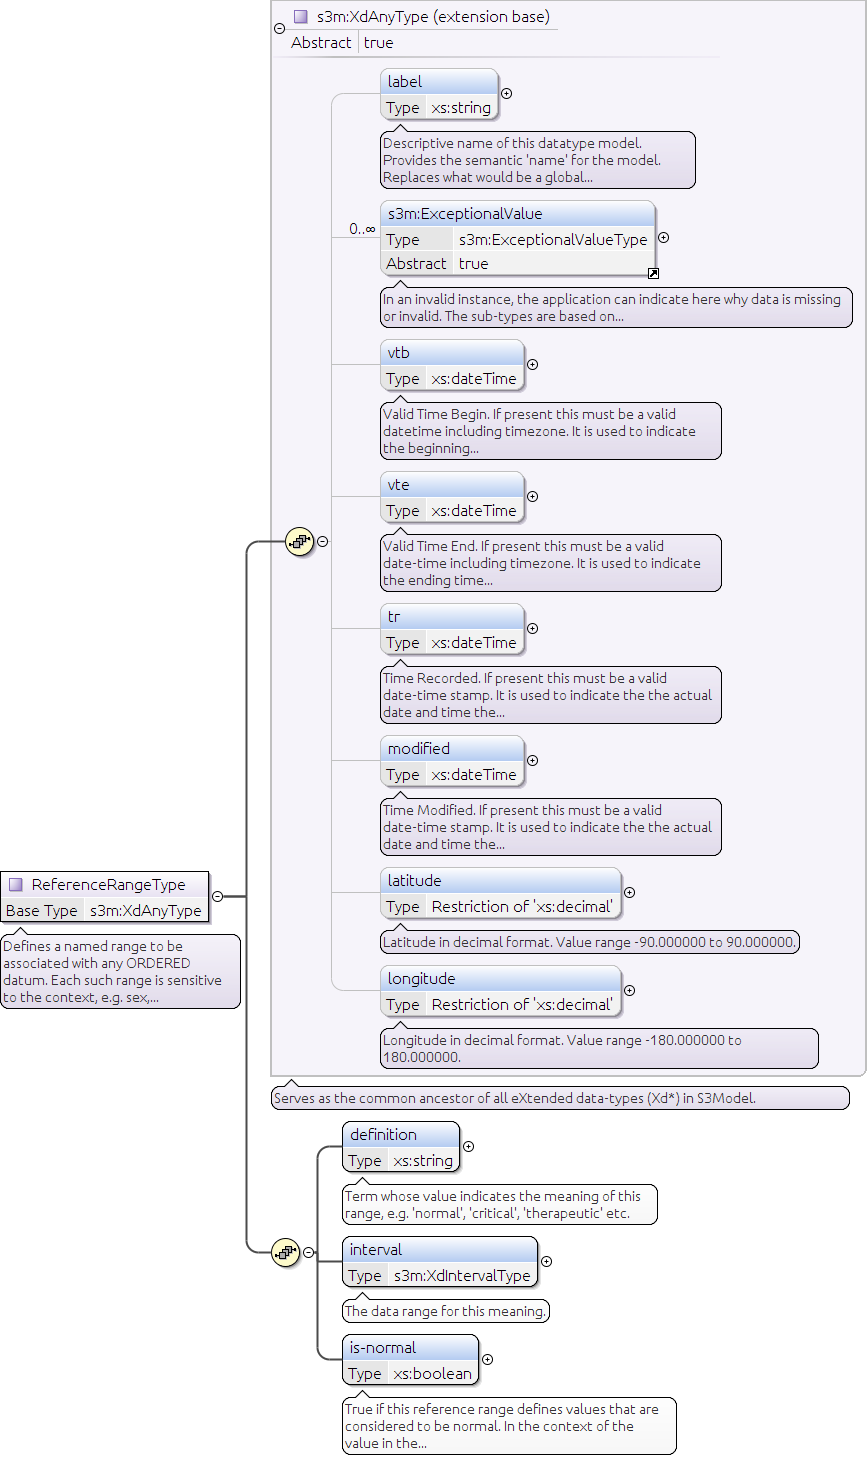 s3m:XdAnyType (extension base)
Abstract true
label
Type xs:string
Descriptive name of this datatype model.
Provides the semantic 'name' for the model.
Replaces what would be a global...
0..∞
s3m:ExceptionalValue
Type s3m:ExceptionalValueType
Abstract true
In an invalid instance, the application can indicate here why data is missing
or invalid. The sub-types are based on...
vtb
Type xs:dateTime
Valid Time Begin. If present this must be a valid
datetime including timezone. It is used to indicate
the beginning...
vte
Type xs:dateTime
Valid Time End. If present this must be a valid
date-time including timezone. It is used to indicate
the ending time...
tr
Type xs:dateTime
Time Recorded. If present this must be a valid
date-time stamp. It is used to indicate the the actual
date and time the...
modified
Type xs:dateTime
Time Modified. If present this must be a valid
date-time stamp. It is used to indicate the the actual
date and time the...
latitude
Type Restriction of 'xs:decimal'
Latitude in decimal format. Value range -90.000000 to 90.000000.
longitude
Type Restriction of 'xs:decimal'
Longitude in decimal format. Value range -180.000000 to
180.000000.
Serves as the common ancestor of all eXtended data-types (Xd*) in S3Model.
ReferenceRangeType
Base Type s3m:XdAnyType
Defines a named range to be
associated with any ORDERED
datum. Each such range is sensitive
to the context, e.g. sex,...
definition
Type xs:string
Term whose value indicates the meaning of this
range, e.g. 'normal', 'critical', 'therapeutic' etc.
interval
Type s3m:XdIntervalType
The data range for this meaning.
is-normal
Type xs:boolean
True if this reference range defines values that are
considered to be normal. In the context of the
value in the...